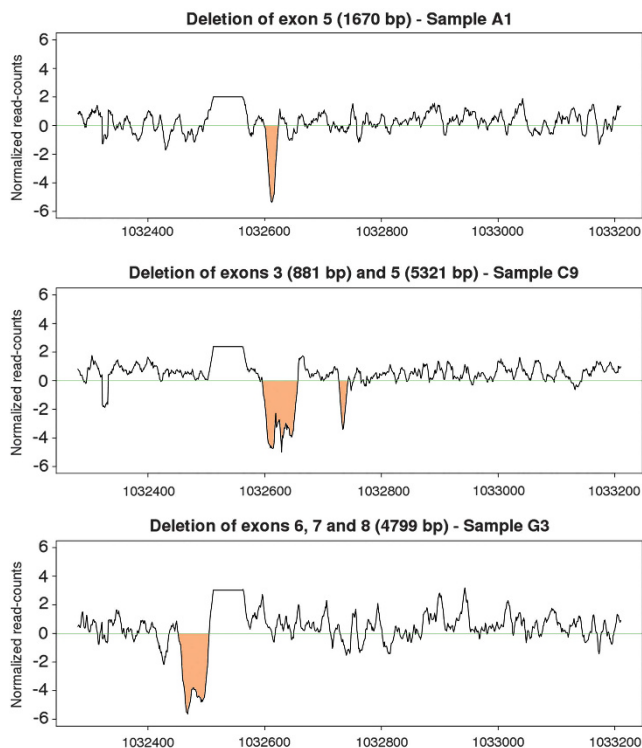 Deletion of exon 5 (1670 bp) - Sample A1
Normalized read-counts
6
4
2
0
-2
-4
-6
1032400 1032600 1032800 1033000 1033200
Deletion of exons 3 (881 bp) and 5 (5321 bp) - Sample C9
Normalized read-counts
6
4
2
0
-2
-4
-6
1032400 1032600 1032800 1033000 1033200
Deletion of exons 6, 7 and 8 (4799 bp) - Sample G3
Normalized read-counts
6
4
2
0
-2
-4
-6
1032400 1032600 1032800 1033000 1033200